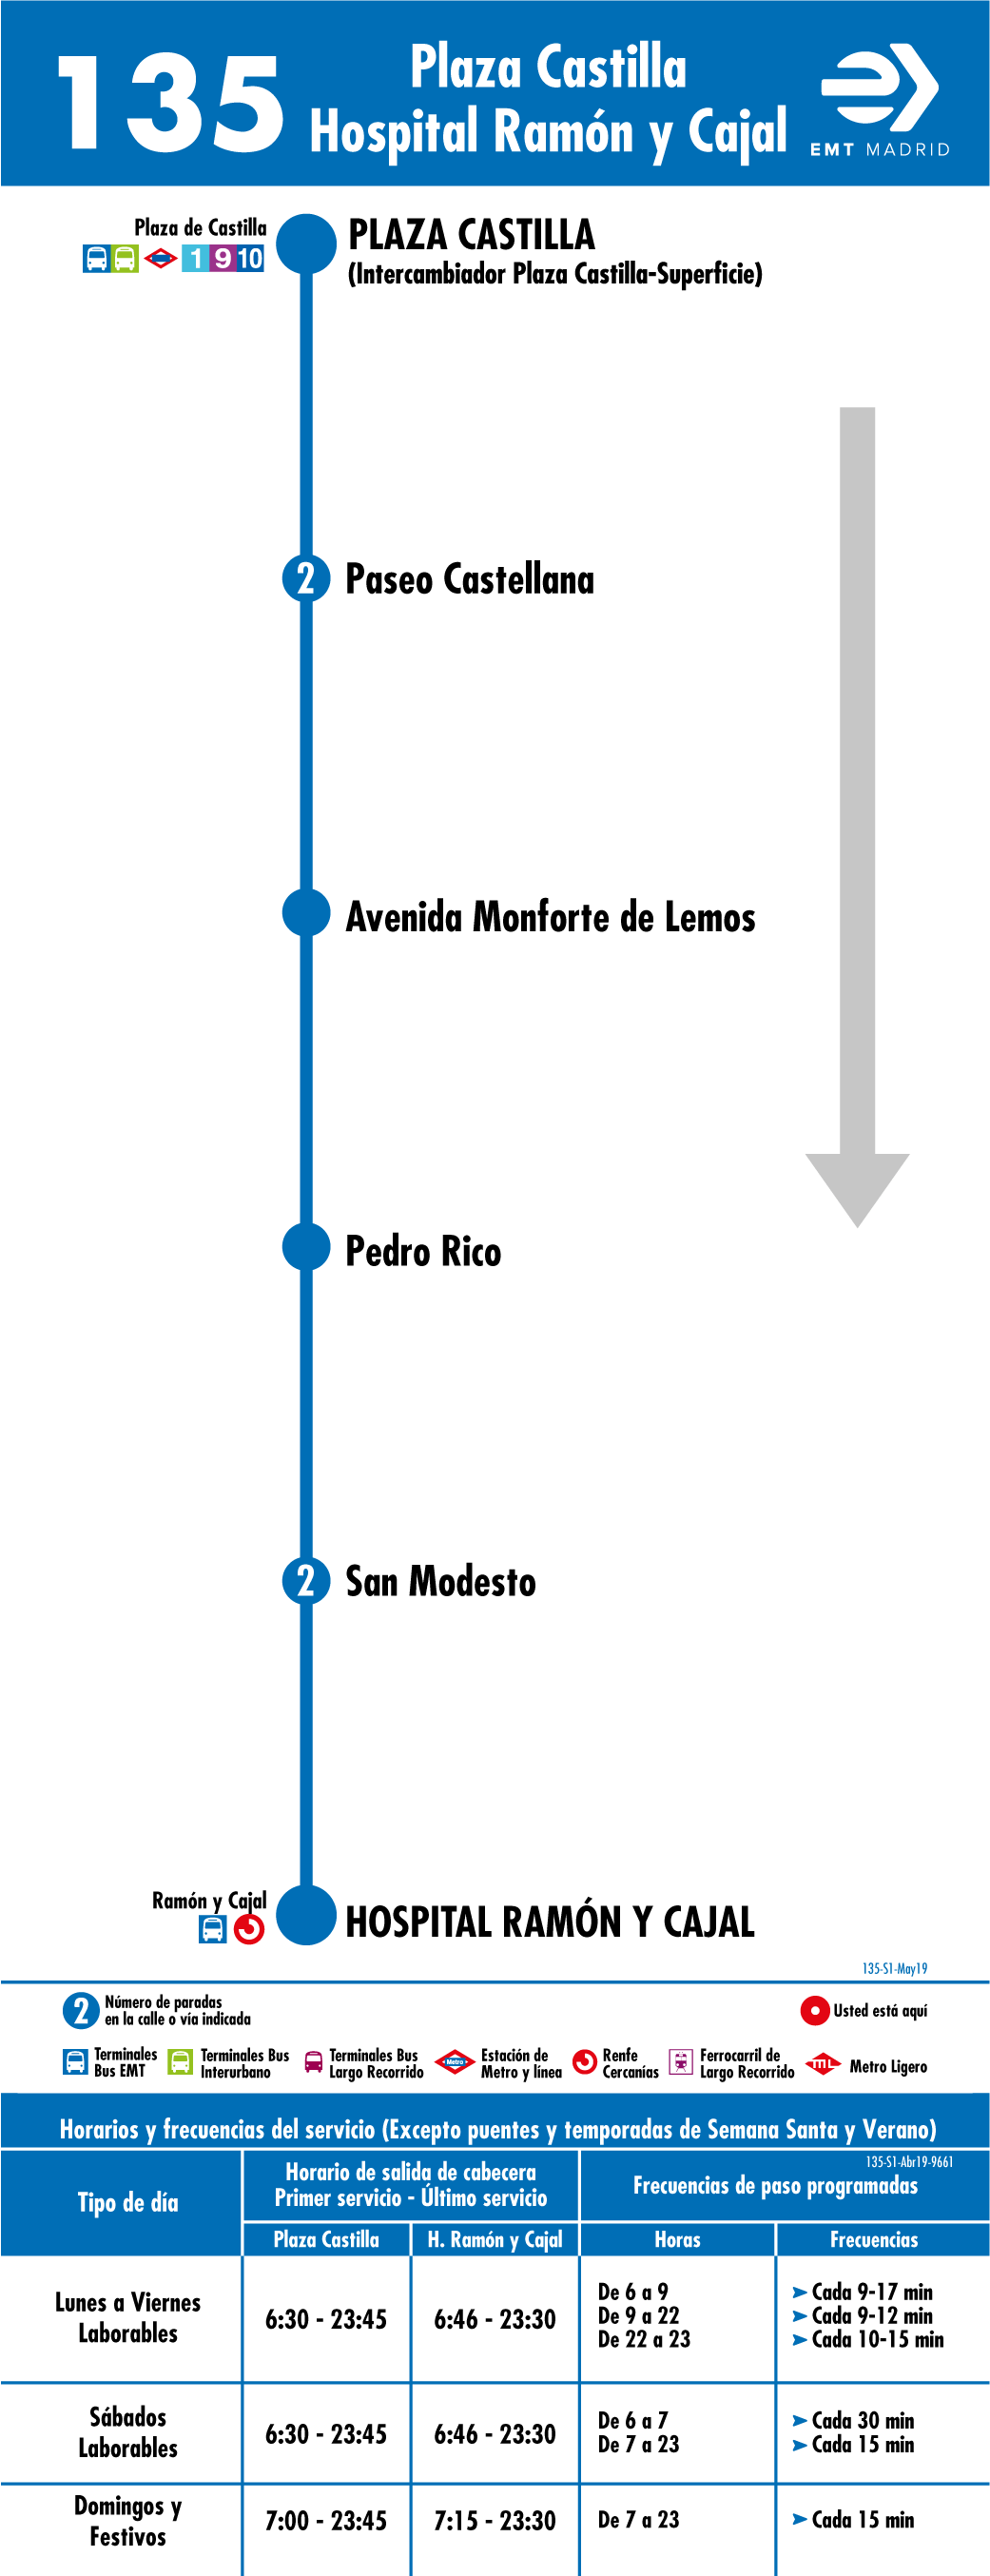 135
Plaza Castilla
Hospital Ramón y Cajal
EMT MADRID
Plaza de Castilla
1 9 10
PLAZA CASTILLA
(Intercambiador Plaza Castilla-Superficie)
2 Paseo Castellana
Avenida Monforte de Lemos
Pedro Rico
2 San Modesto
Ramón y Cajal
HOSPITAL RAMÓN Y CAJAL
135-S1-May19
2 Número de paradas
en la calle o vía indicada
Usted está aquí
Terminales
Bus EMT
Terminales Bus
Interurbano
Terminales Bus
Largo Recorrido
Metro
Estación de
Metro y línea
Renfe
Cercanías
Ferrocarril de
Largo Recorrido
ML
Metro Ligero
Horarios y frecuencias del servicio (Excepto puentes y temporadas de Semana Santa y Verano)
135-S1-Abr19-9661
Tipo de día
Horario de salida de cabecera
Primer servicio - Último servicio
Frecuencias de paso programadas
Plaza Castilla
H. Ramón y Cajal
Horas
Frecuencias
Lunes a Viernes
Laborables
6:30 - 23:45
6:46 - 23:30
De 6 a 9
Cada 9-17 min
De 9 a 22
Cada 9-12 min
De 22 a 23
Cada 10-15 min
Sábados
Laborables
6:30 - 23:45
6:46 - 23:30
De 6 a 7
Cada 30 min
De 7 a 23
Cada 15 min
Domingos y
Festivos
7:00 - 23:45
7:15 - 23:30
De 7 a 23
Cada 15 min